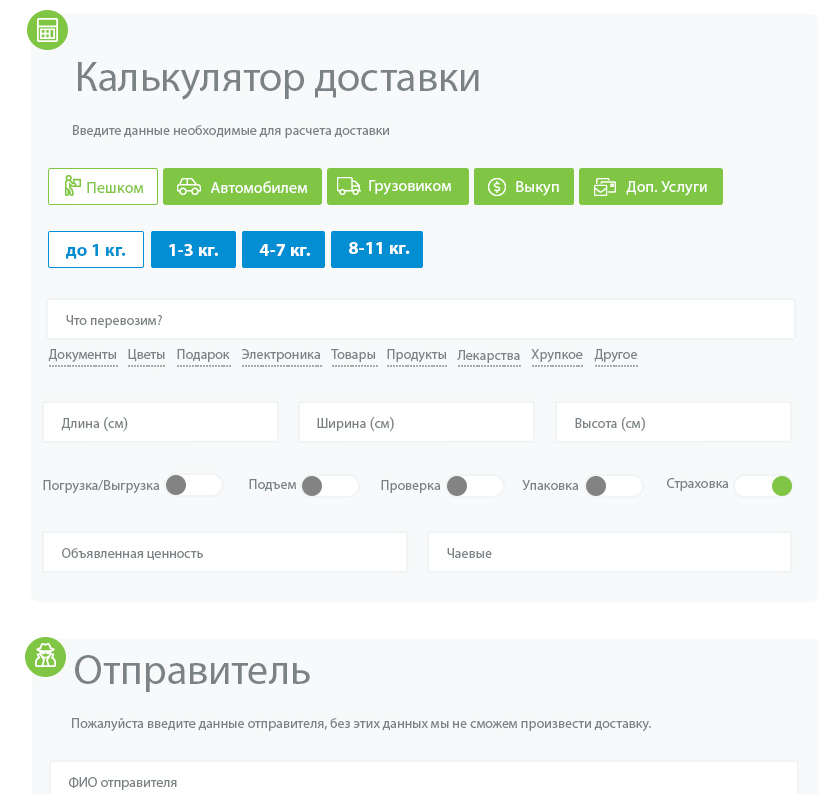 Калькулятор доставки
Введите данные необходимые для расчета доставки
Пешком Автомобилем Грузовиком Выкуп Доп. Услуги
до 1 кг. 1-3 кг. 4-7 кг. 8-11 кг.
Что перевозим?
Документы Цветы Подарок Электроника Товары Продукты Лекарства Хрупкое Другое
Длина (см) Ширина (см) Высота (см)
Погрузка/Выгрузка Подъем Проверка Упаковка Страховка
Объявленная ценность Чаевые
Отправитель
Пожалуйста введите данные отправителя, без этих данных мы не сможем произвести доставку.
ФИО отправителя